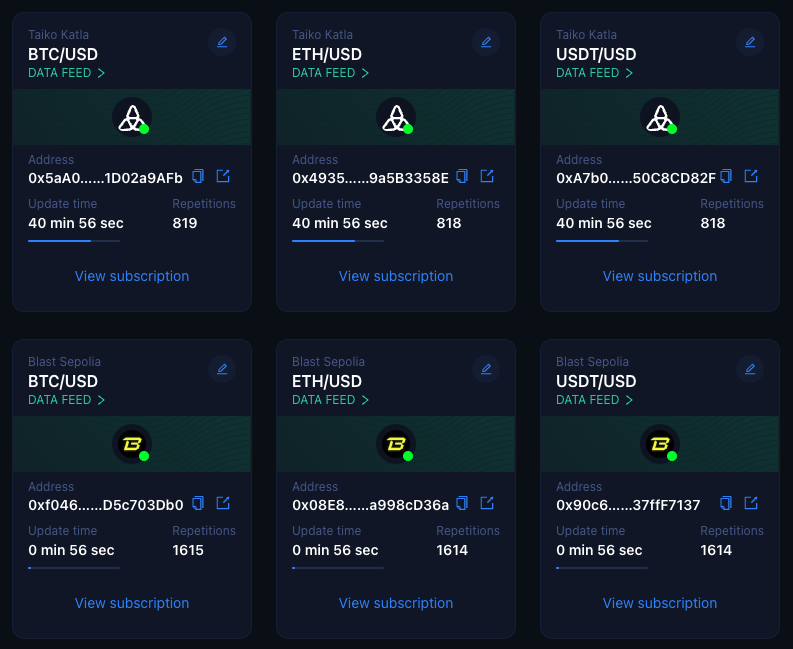 Taiko Katla
BTC/USD
DATA FEED >
Address
0x5aA0......1D02a9AFb
Update time Repetitions
40 min 56 sec 819
View subscription
Taiko Katla
ETH/USD
DATA FEED >
Address
0x4935......9a5B3358E
Update time Repetitions
40 min 56 sec 818
View subscription
Taiko Katla
USDT/USD
DATA FEED >
Address
0xA7b0......50C8CD82F
Update time Repetitions
40 min 56 sec 818
View subscription
Blast Sepolia
BTC/USD
DATA FEED >
Address
0xf046......D5c703Db0
Update time Repetitions
0 min 56 sec 1615
View subscription
Blast Sepolia
ETH/USD
DATA FEED >
Address
0x08E8......a998cD36a
Update time Repetitions
0 min 56 sec 1614
View subscription
Blast Sepolia
USDT/USD
DATA FEED >
Address
0x90c6......37ffF7137
Update time Repetitions
0 min 56 sec 1614
View subscription